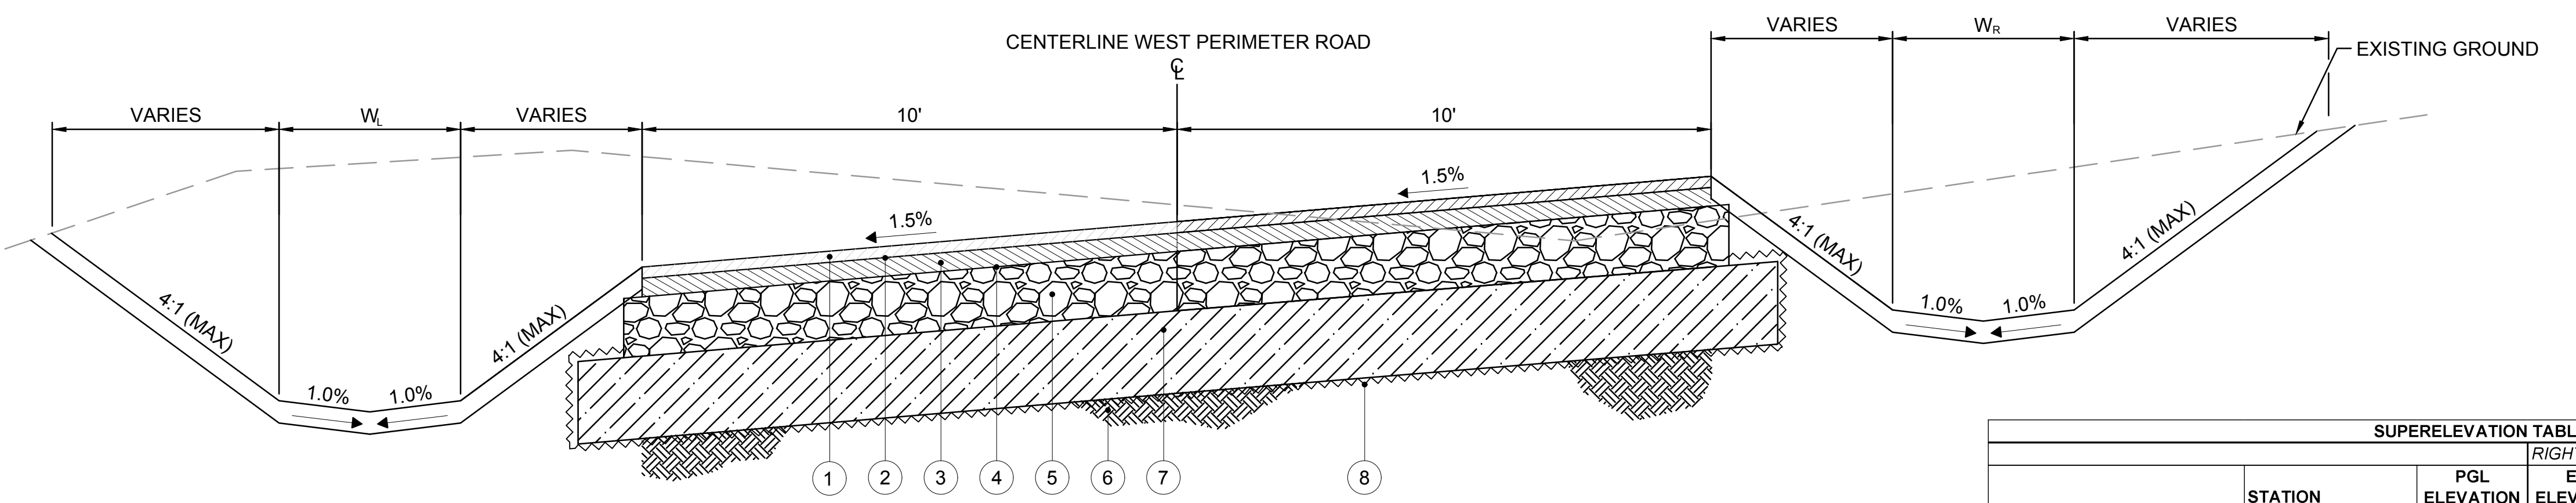 VARIES
W_R
VARIES
CENTERLINE WEST PERIMETER ROAD
EXISTING GROUND
VARIES
W_L
VARIES
10'
10'
1.5%
1.5%
4:1 (MAX)
4:1 (MAX)
1.0%
1.0%
4:1 (MAX)
4:1 (MAX)
1.0%
1.0%
1
2
3
4
5
6
7
8
SUPERELEVATION TABL
RIGH
STATION
PGL
ELEVATION
E
ELEV